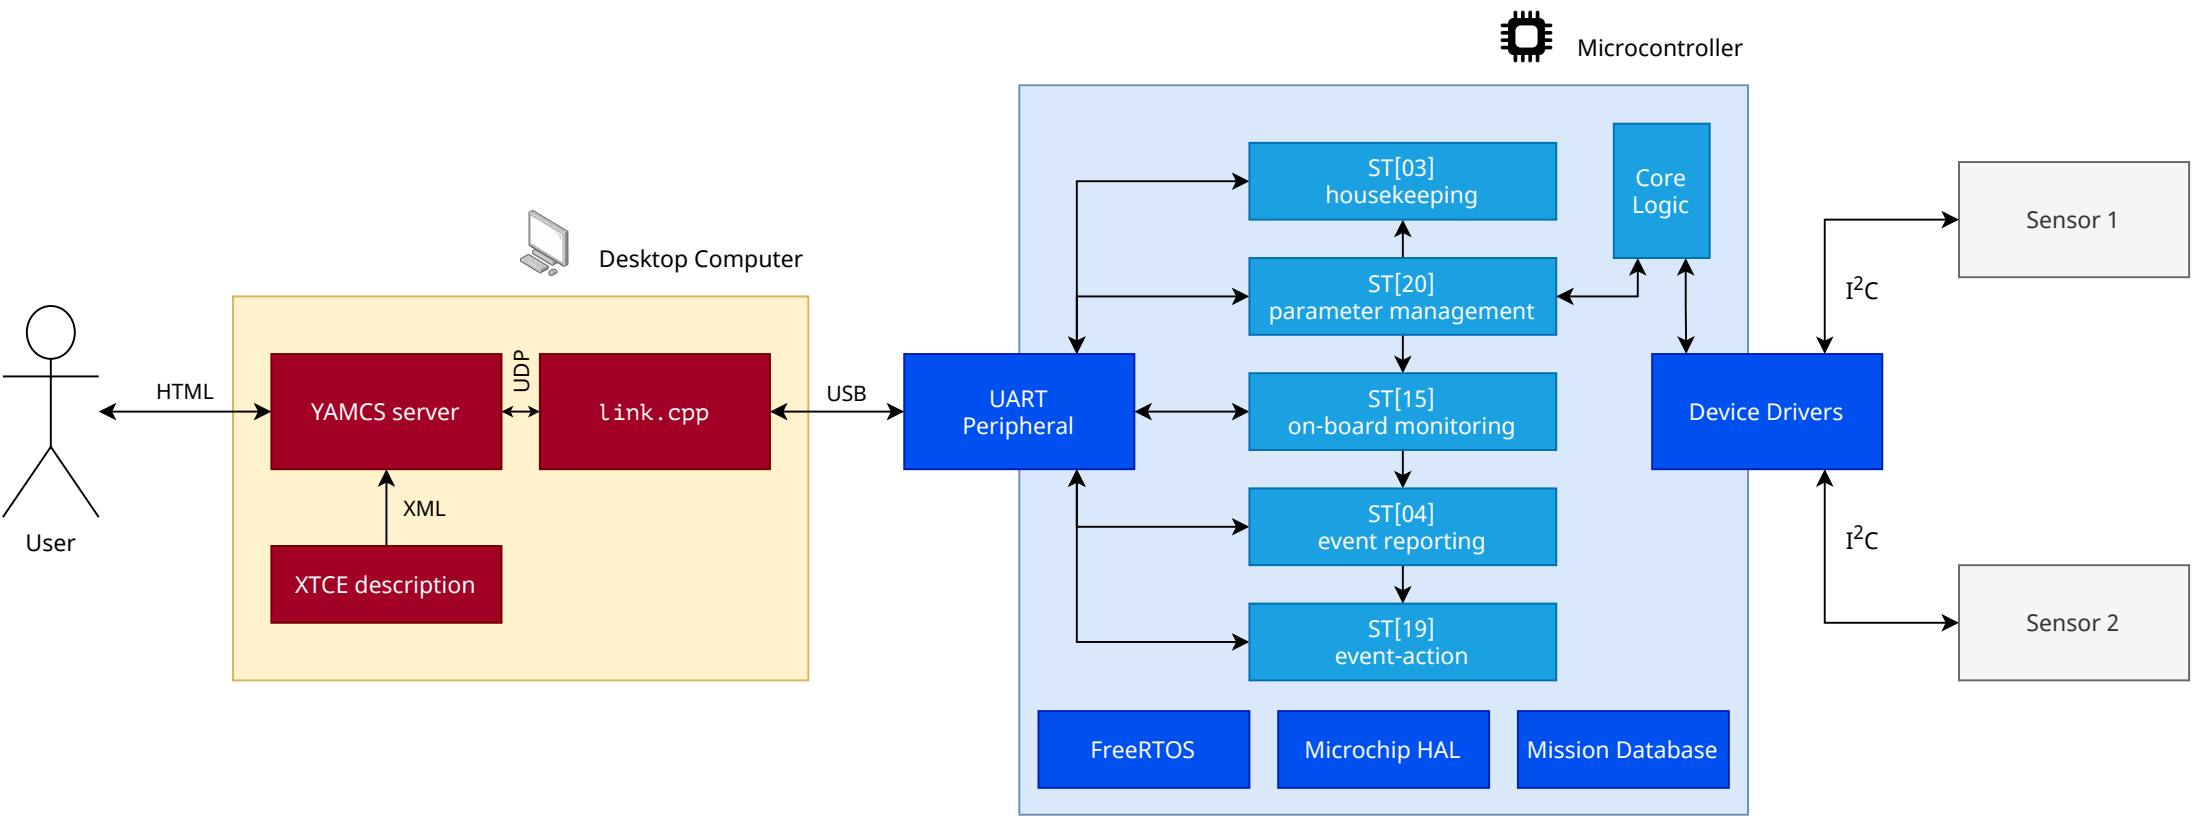 Microcontroller
Desktop Computer
User
HTML
YAMCS server
UDP
link.cpp
XML
XTCE description
USB
UART
Peripheral
ST[03]
housekeeping
ST[20]
parameter management
ST[15]
on-board monitoring
ST[04]
event reporting
ST[19]
event-action
Core
Logic
Device Drivers
FreeRTOS
Microchip HAL
Mission Database
I²C
I²C
Sensor 1
Sensor 2